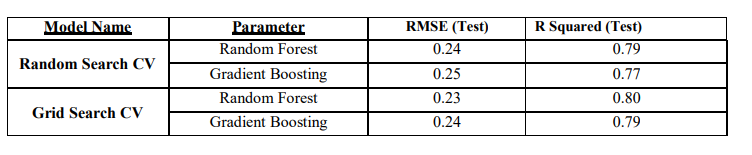 Model Name Parameter RMSE (Test) R Squared (Test)
Random Search CV Random Forest 0.24 0.79
Gradient Boosting 0.25 0.77
Grid Search CV Random Forest 0.23 0.80
Gradient Boosting 0.24 0.79